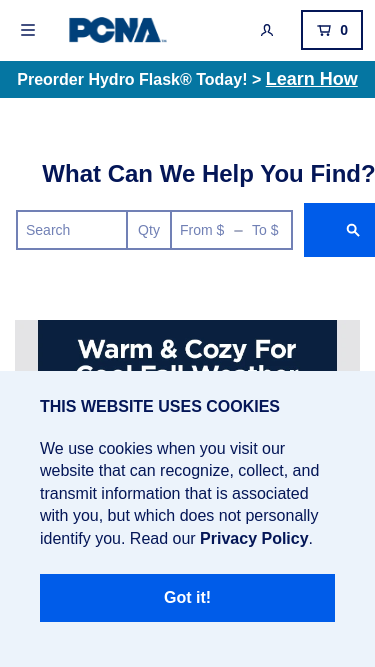 PCNA
0
Preorder Hydro Flask® Today! > Learn How
What Can We Help You Find?
Search Qty From $ – To $
Warm & Cozy For
Cool Fall Weather
THIS WEBSITE USES COOKIES
We use cookies when you visit our
website that can recognize, collect, and
transmit information that is associated
with you, but which does not personally
identify you. Read our Privacy Policy.
Got it!